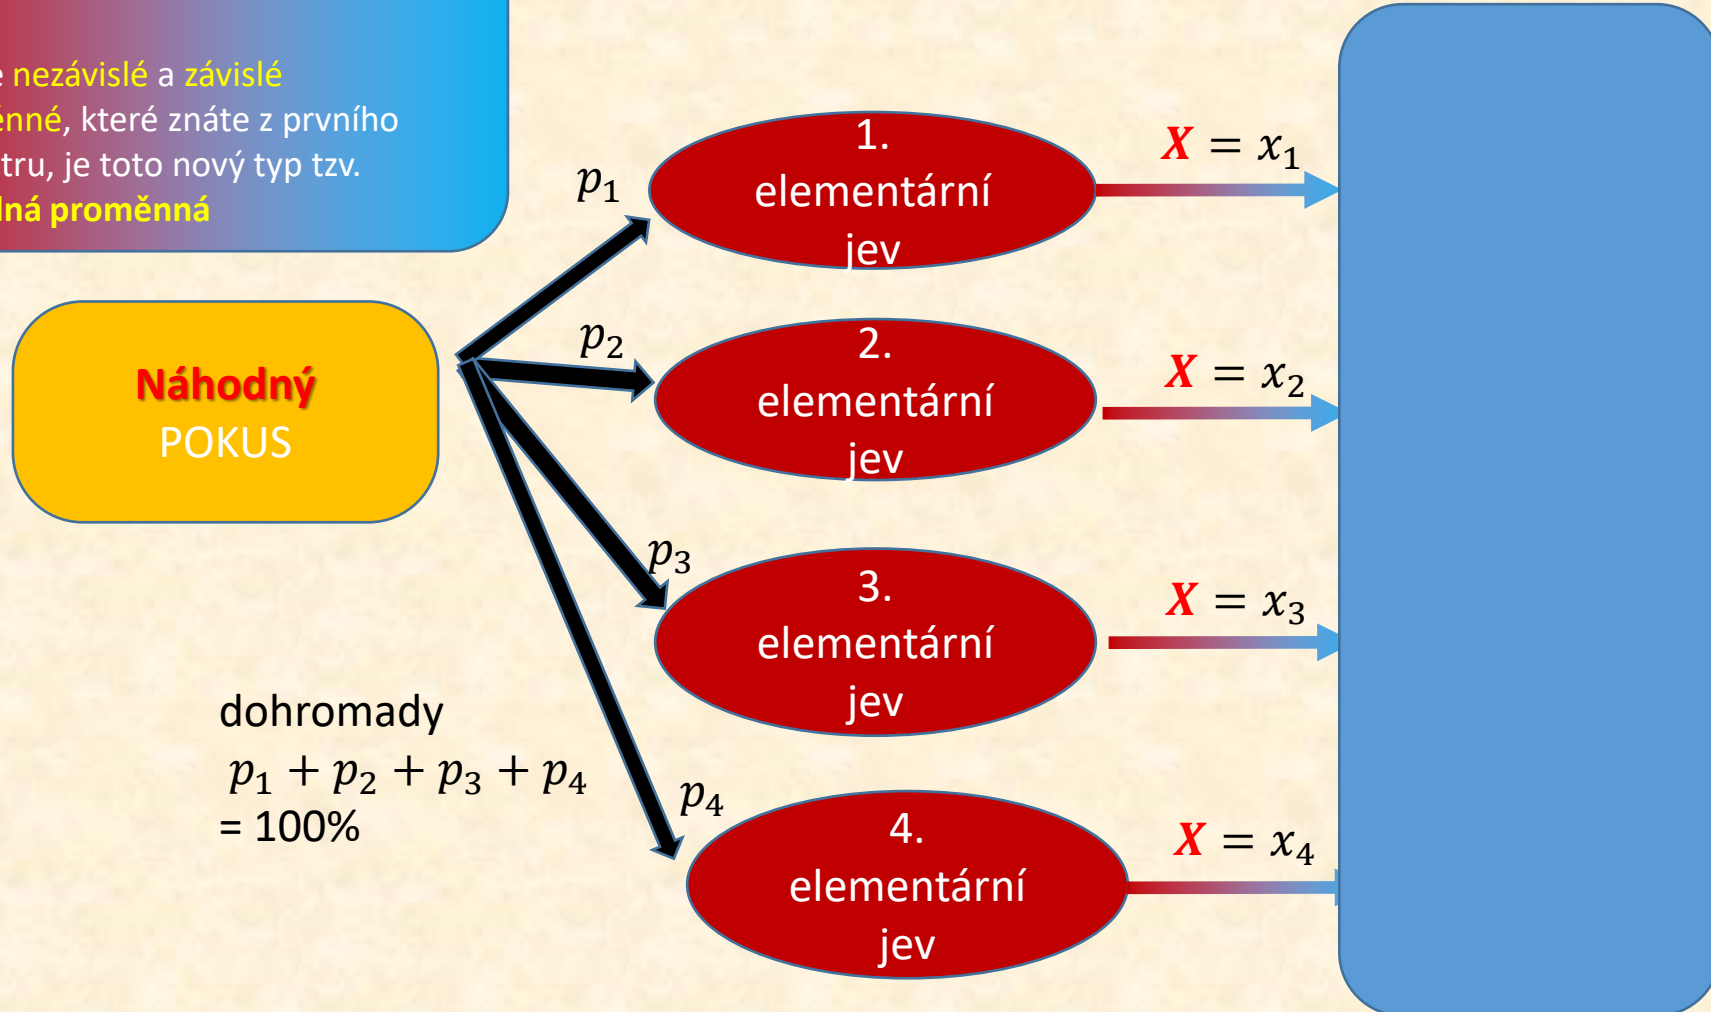 nezávislé a závislé
, které znáte z prvního
, je toto nový typ tzv.
proměnná
Náhodný
POKUS
p₁
1.
elementární
jev
X = x₁
p₂
2.
elementární
jev
X = x₂
p₃
3.
elementární
jev
X = x₃
p₄
4.
elementární
jev
X = x₄
dohromady
p₁ + p₂ + p₃ + p₄
= 100%